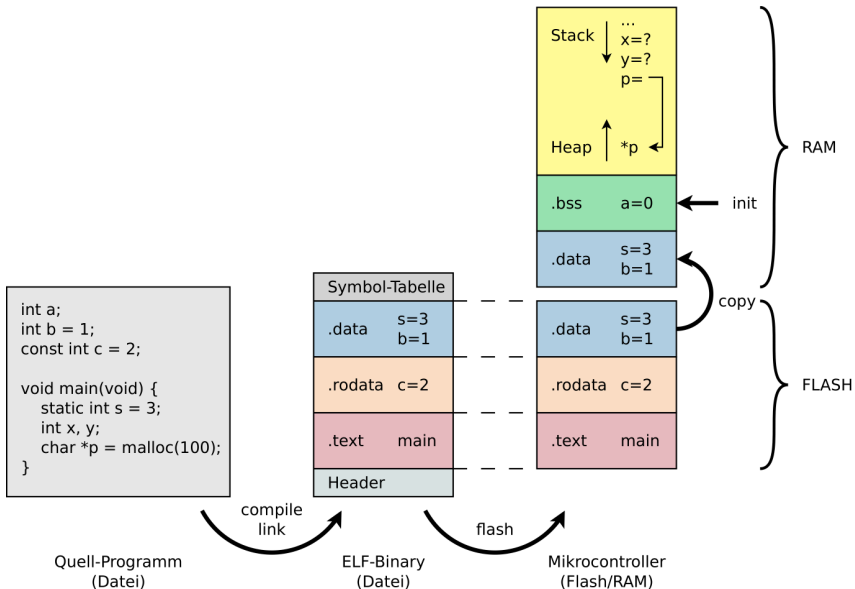 int a;
int b = 1;
const int c = 2;
void main(void) {
static int s = 3;
int x, y;
char *p = malloc(100);
}
Quell-Programm
(Datei)
compile
link
Symbol-Tabelle
.data s=3
b=1
.rodata c=2
.text main
Header
ELF-Binary
(Datei)
flash
Stack
...
x=?
y=?
p=
Heap *p
.bss a=0
.data s=3
b=1
.data s=3
b=1
.rodata c=2
.text main
Mikrocontroller
(Flash/RAM)
init
copy
RAM
FLASH